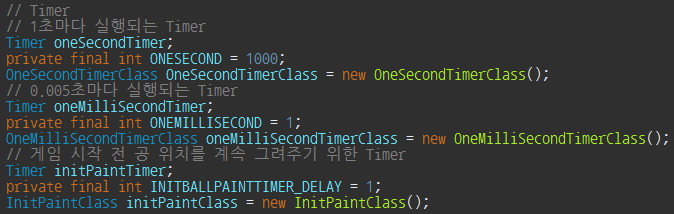 // Timer
// 1초마다 실행되는 Timer
Timer oneSecondTimer;
private final int ONESECOND = 1000;
OneSecondTimerClass OneSecondTimerClass = new OneSecondTimerClass();
// 0.005초마다 실행되는 Timer
Timer oneMilliSecondTimer;
private final int ONEMILLISECOND = 1;
OneMilliSecondTimerClass oneMilliSecondTimerClass = new OneMilliSecondTimerClass();
// 게임 시작 전 공 위치를 계속 그려주기 위한 Timer
Timer initPaintTimer;
private final int INITBALLPAINTTIMER_DELAY = 1;
InitPaintClass initPaintClass = new InitPaintClass();